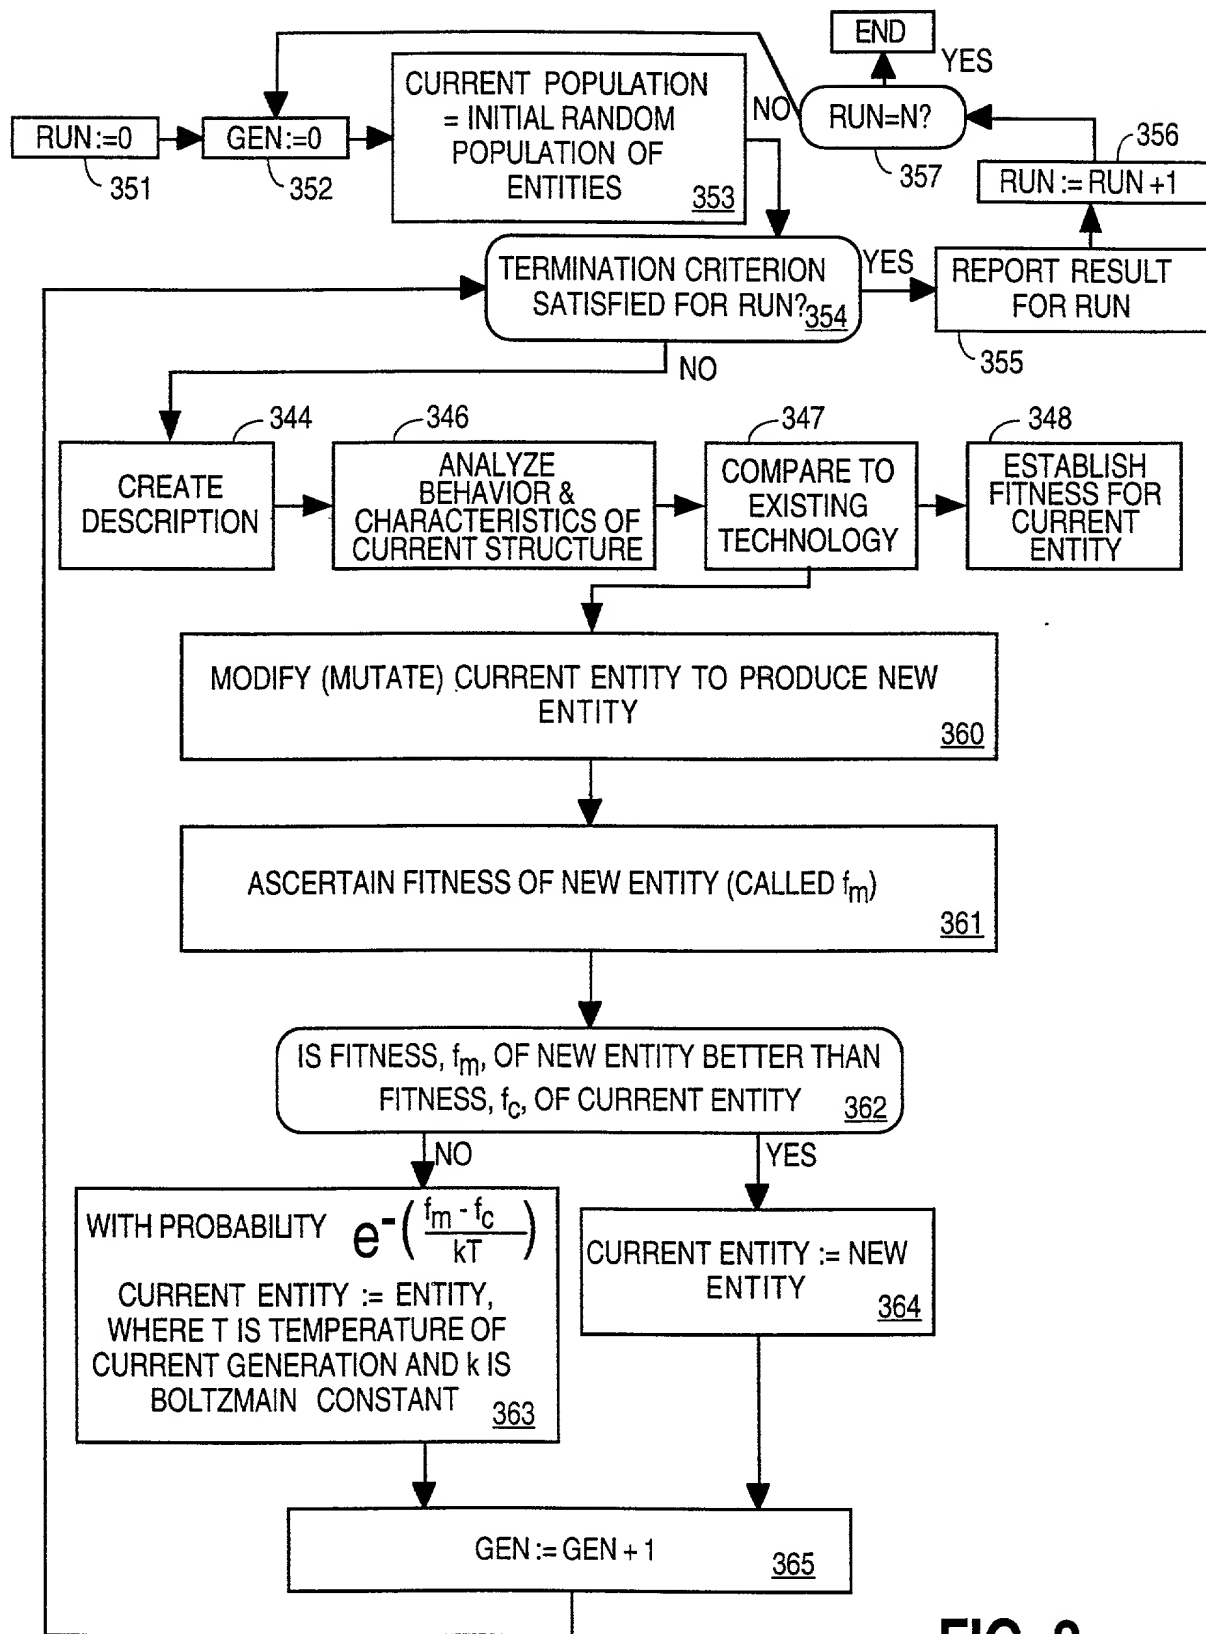 END
YES
CURRENT POPULATION
= INITIAL RANDOM
POPULATION OF
ENTITIES
353
NO
RUN=N?
357
RUN:=0
351
GEN:=0
352
356
RUN := RUN +1
TERMINATION CRITERION
SATISFIED FOR RUN?
354
YES
REPORT RESULT
FOR RUN
355
NO
344
CREATE
DESCRIPTION
346
ANALYZE
BEHAVIOR &
CHARACTERISTICS OF
CURRENT STRUCTURE
347
COMPARE TO
EXISTING
TECHNOLOGY
348
ESTABLISH
FITNESS FOR
CURRENT
ENTITY
MODIFY (MUTATE) CURRENT ENTITY TO PRODUCE NEW
ENTITY
360
ASCERTAIN FITNESS OF NEW ENTITY (CALLED fm)
361
IS FITNESS, fm, OF NEW ENTITY BETTER THAN
FITNESS, fc, OF CURRENT ENTITY
362
NO
YES
WITH PROBABILITY e-(fm - fc / kT)
CURRENT ENTITY := ENTITY,
WHERE T IS TEMPERATURE OF
CURRENT GENERATION AND k IS
BOLTZMAIN CONSTANT
363
CURRENT ENTITY := NEW
ENTITY
364
GEN := GEN + 1
365